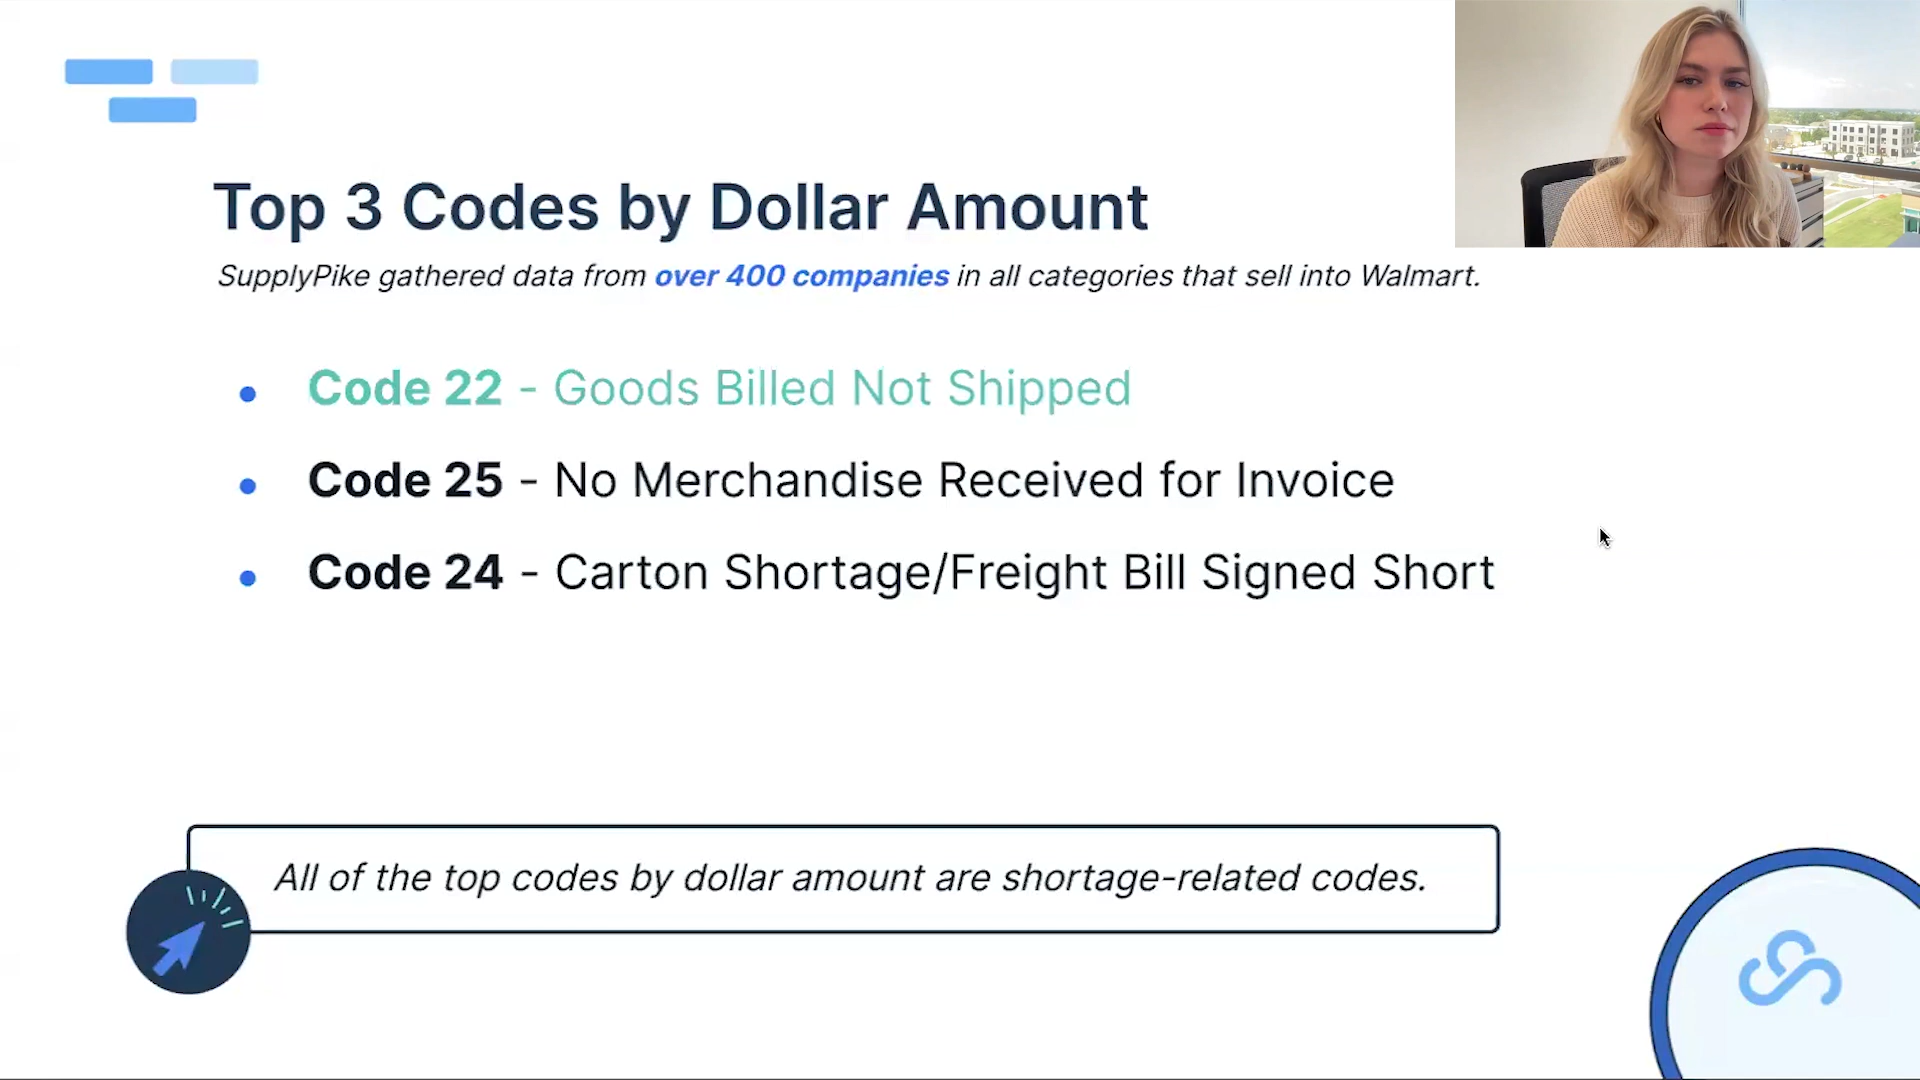 Top 3 Codes by Dollar Amount
SupplyPike gathered data from over 400 companies in all categories that sell into Walmart.
• Code 22 - Goods Billed Not Shipped
• Code 25 - No Merchandise Received for Invoice
• Code 24 - Carton Shortage/Freight Bill Signed Short
All of the top codes by dollar amount are shortage-related codes.